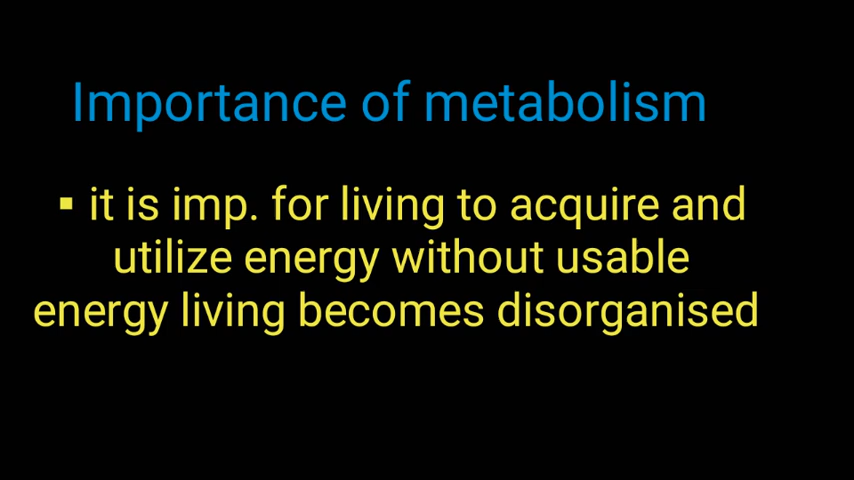 Importance of metabolism
▪ it is imp. for living to acquire and
utilize energy without usable
energy living becomes disorganised